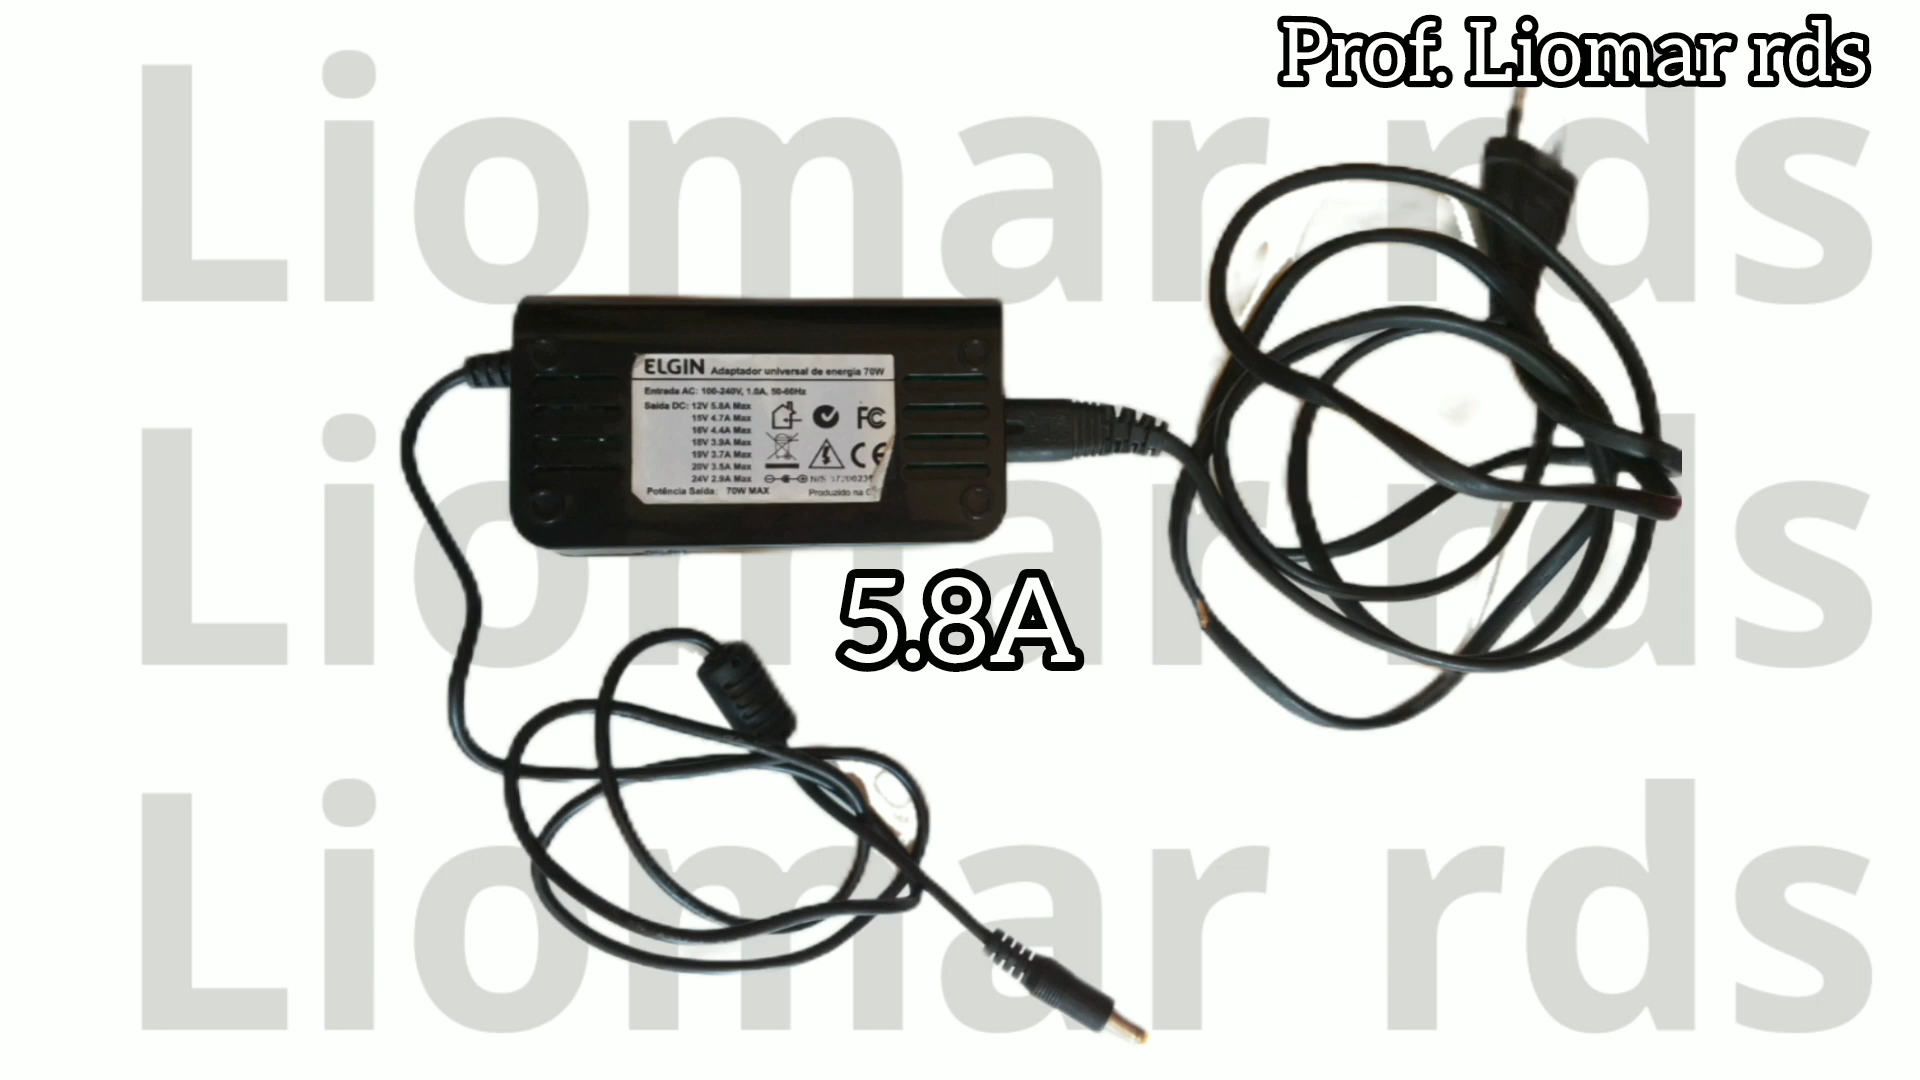 Prof. Liomar rds
Liomar rds
ELGIN Adaptador universal de energia 70W
Entrada AC: 100-240V, 1.0A, 50-60Hz
Saída DC: 12V 5.8A Max
15V 4.7A Max
16V 4.4A Max
18V 3.9A Max
19V 3.7A Max
20V 3.5A Max
24V 2.9A Max
FC
CE
Potência Saída: 70W MAX
Produzido na
Liomar rds
5.8A
Liomar rds